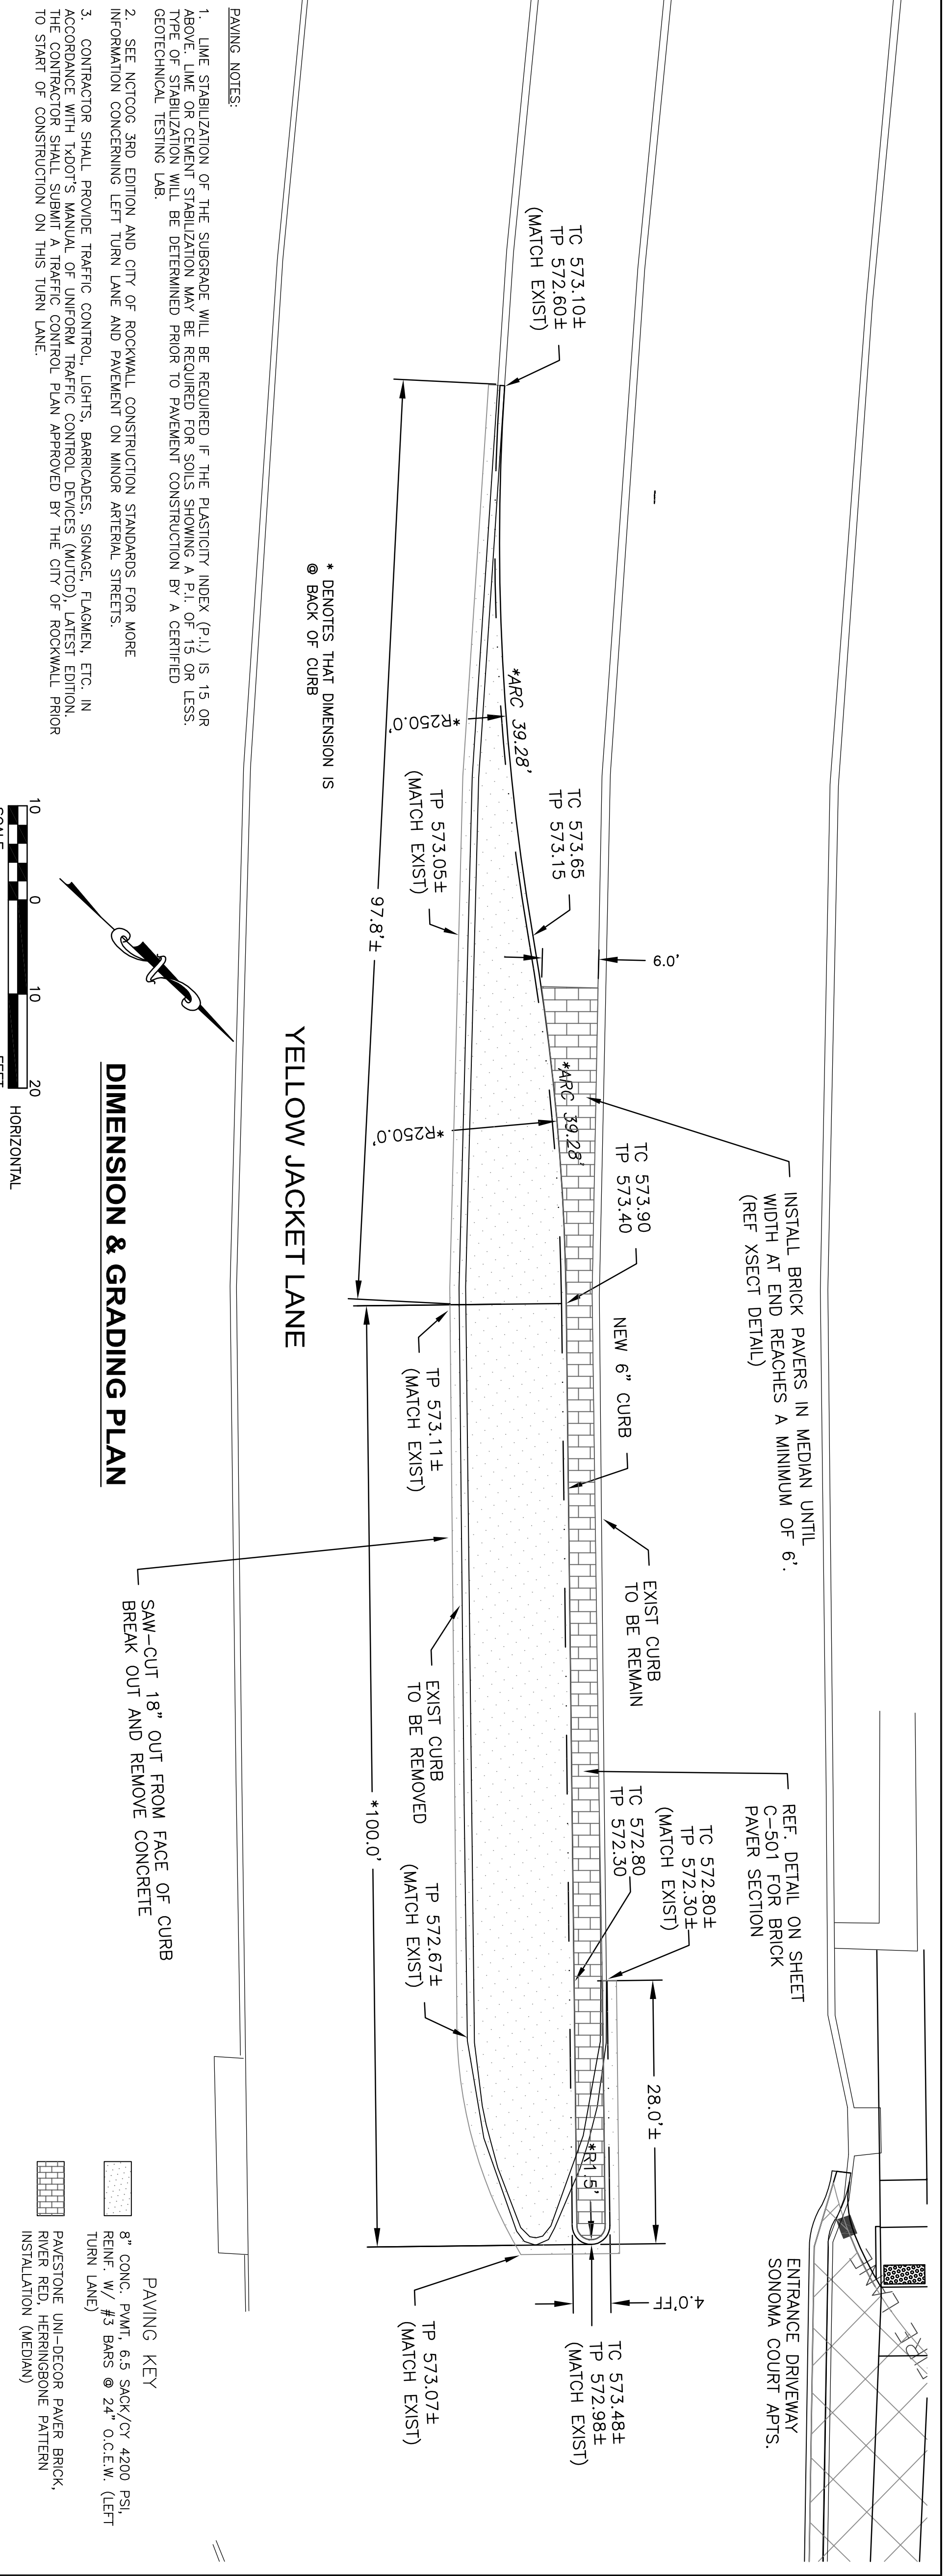 TC 573.10±
TP 572.60±
(MATCH EXIST)
*ARC 39.28'
*R250.0'
TC 573.65
TP 573.15
TP 573.05±
(MATCH EXIST)
6.0'
97.8'±
* DENOTES THAT DIMENSION IS
@ BACK OF CURB
INSTALL BRICK PAVERS IN MEDIAN UNTIL
WIDTH AT END REACHES A MINIMUM OF 6'.
(REF XSECT DETAIL)
*ARC 39.28'
*R250.0'
TC 573.90
TP 573.40
NEW 6" CURB
EXIST CURB
TO BE REMAIN
TP 573.11±
(MATCH EXIST)
YELLOW JACKET LANE
EXIST CURB
TO BE REMOVED
*100.0'
SAW-CUT 18" OUT FROM FACE OF CURB
BREAK OUT AND REMOVE CONCRETE
REF. DETAIL ON SHEET
C-501 FOR BRICK
PAVER SECTION
TC 572.80±
TP 572.30±
(MATCH EXIST)
TC 572.80
TP 572.30
TP 572.67±
(MATCH EXIST)
28.0'±
*R1.5'
4.0'FF
TC 573.48±
TP 572.98±
(MATCH EXIST)
TP 573.07±
(MATCH EXIST)
ENTRANCE DRIVEWAY
SONOMA COURT APTS.
FIRE
PAVING NOTES:
1. LIME STABILIZATION OF THE SUBGRADE WILL BE REQUIRED IF THE PLASTICITY INDEX (P.I.) IS 15 OR
ABOVE. LIME OR CEMENT STABILIZATION MAY BE REQUIRED FOR SOILS SHOWING A P.I. OF 15 OR LESS.
TYPE OF STABILIZATION WILL BE DETERMINED PRIOR TO PAVEMENT CONSTRUCTION BY A CERTIFIED
GEOTECHNICAL TESTING LAB.
2. SEE NCTCOG 3RD EDITION AND CITY OF ROCKWALL CONSTRUCTION STANDARDS FOR MORE
INFORMATION CONCERNING LEFT TURN LANE AND PAVEMENT ON MINOR ARTERIAL STREETS.
3. CONTRACTOR SHALL PROVIDE TRAFFIC CONTROL, LIGHTS, BARRICADES, SIGNAGE, FLAGMEN, ETC. IN
ACCORDANCE WITH TxDOT'S MANUAL OF UNIFORM TRAFFIC CONTROL DEVICES (MUTCD), LATEST EDITION.
THE CONTRACTOR SHALL SUBMIT A TRAFFIC CONTROL PLAN APPROVED BY THE CITY OF ROCKWALL PRIOR
TO START OF CONSTRUCTION ON THIS TURN LANE.
10 0 10 20
SCALE FEET
HORIZONTAL
DIMENSION & GRADING PLAN
PAVING KEY
8" CONC. PVMT, 6.5 SACK/CY 4200 PSI,
REINF. W/ #3 BARS @ 24" O.C.E.W. (LEFT
TURN LANE)
PAVESTONE UNI-DECOR PAVER BRICK,
RIVER RED, HERRINGBONE PATTERN
INSTALLATION (MEDIAN)